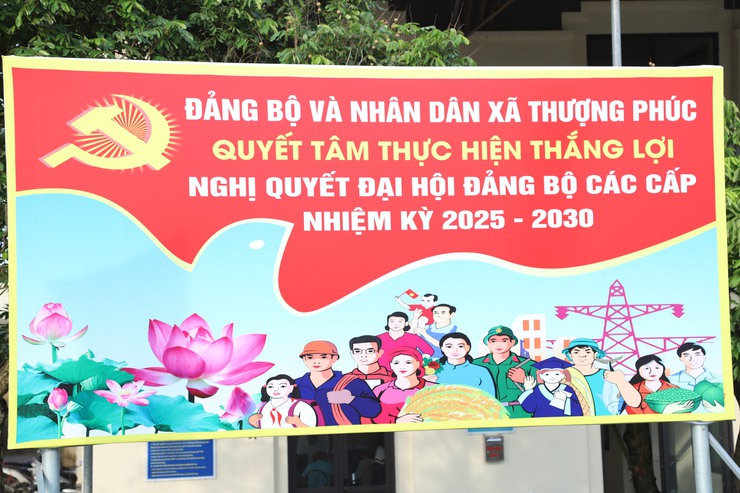 ĐẢNG BỘ VÀ NHÂN DÂN XÃ THƯỢNG PHÚC
QUYẾT TÂM THỰC HIỆN THẮNG LỢI
NGHỊ QUYẾT ĐẠI HỘI ĐẢNG BỘ CÁC CẤP
NHIỆM KỲ 2025 - 2030